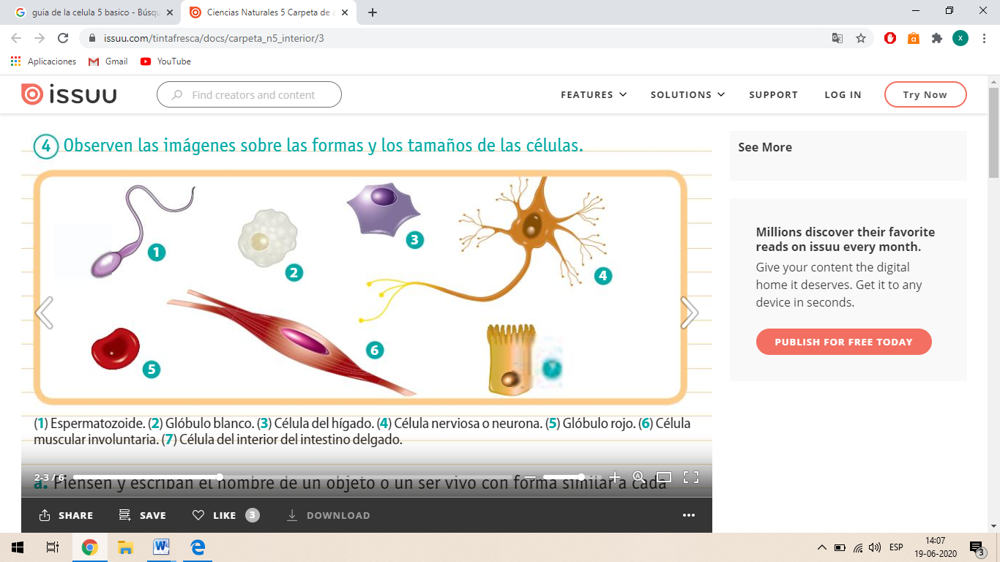 guia de la celula 5 basico - Búsqu
Ciencias Naturales 5 Carpeta de a
issuu.com/tintafresca/docs/carpeta_n5_interior/3
x
Aplicaciones
Gmail
YouTube
issuu
Find creators and content
FEATURES
SOLUTIONS
SUPPORT
LOG IN
Try Now
4 Observen las imágenes sobre las formas y los tamaños de las células.
1
2
3
4
5
6
7
(1) Espermatozoide. (2) Glóbulo blanco. (3) Célula del hígado. (4) Célula nerviosa o neurona. (5) Glóbulo rojo. (6) Célula
muscular involuntaria. (7) Célula del interior del intestino delgado.
a. Piensen y escriban el nombre de un objeto o un ser vivo con forma similar a cada
2-3 / 6
SHARE
SAVE
LIKE
3
DOWNLOAD
See More
Millions discover their favorite
reads on issuu every month.
Give your content the digital
home it deserves. Get it to any
device in seconds.
PUBLISH FOR FREE TODAY
ESP
14:07
19-06-2020
3